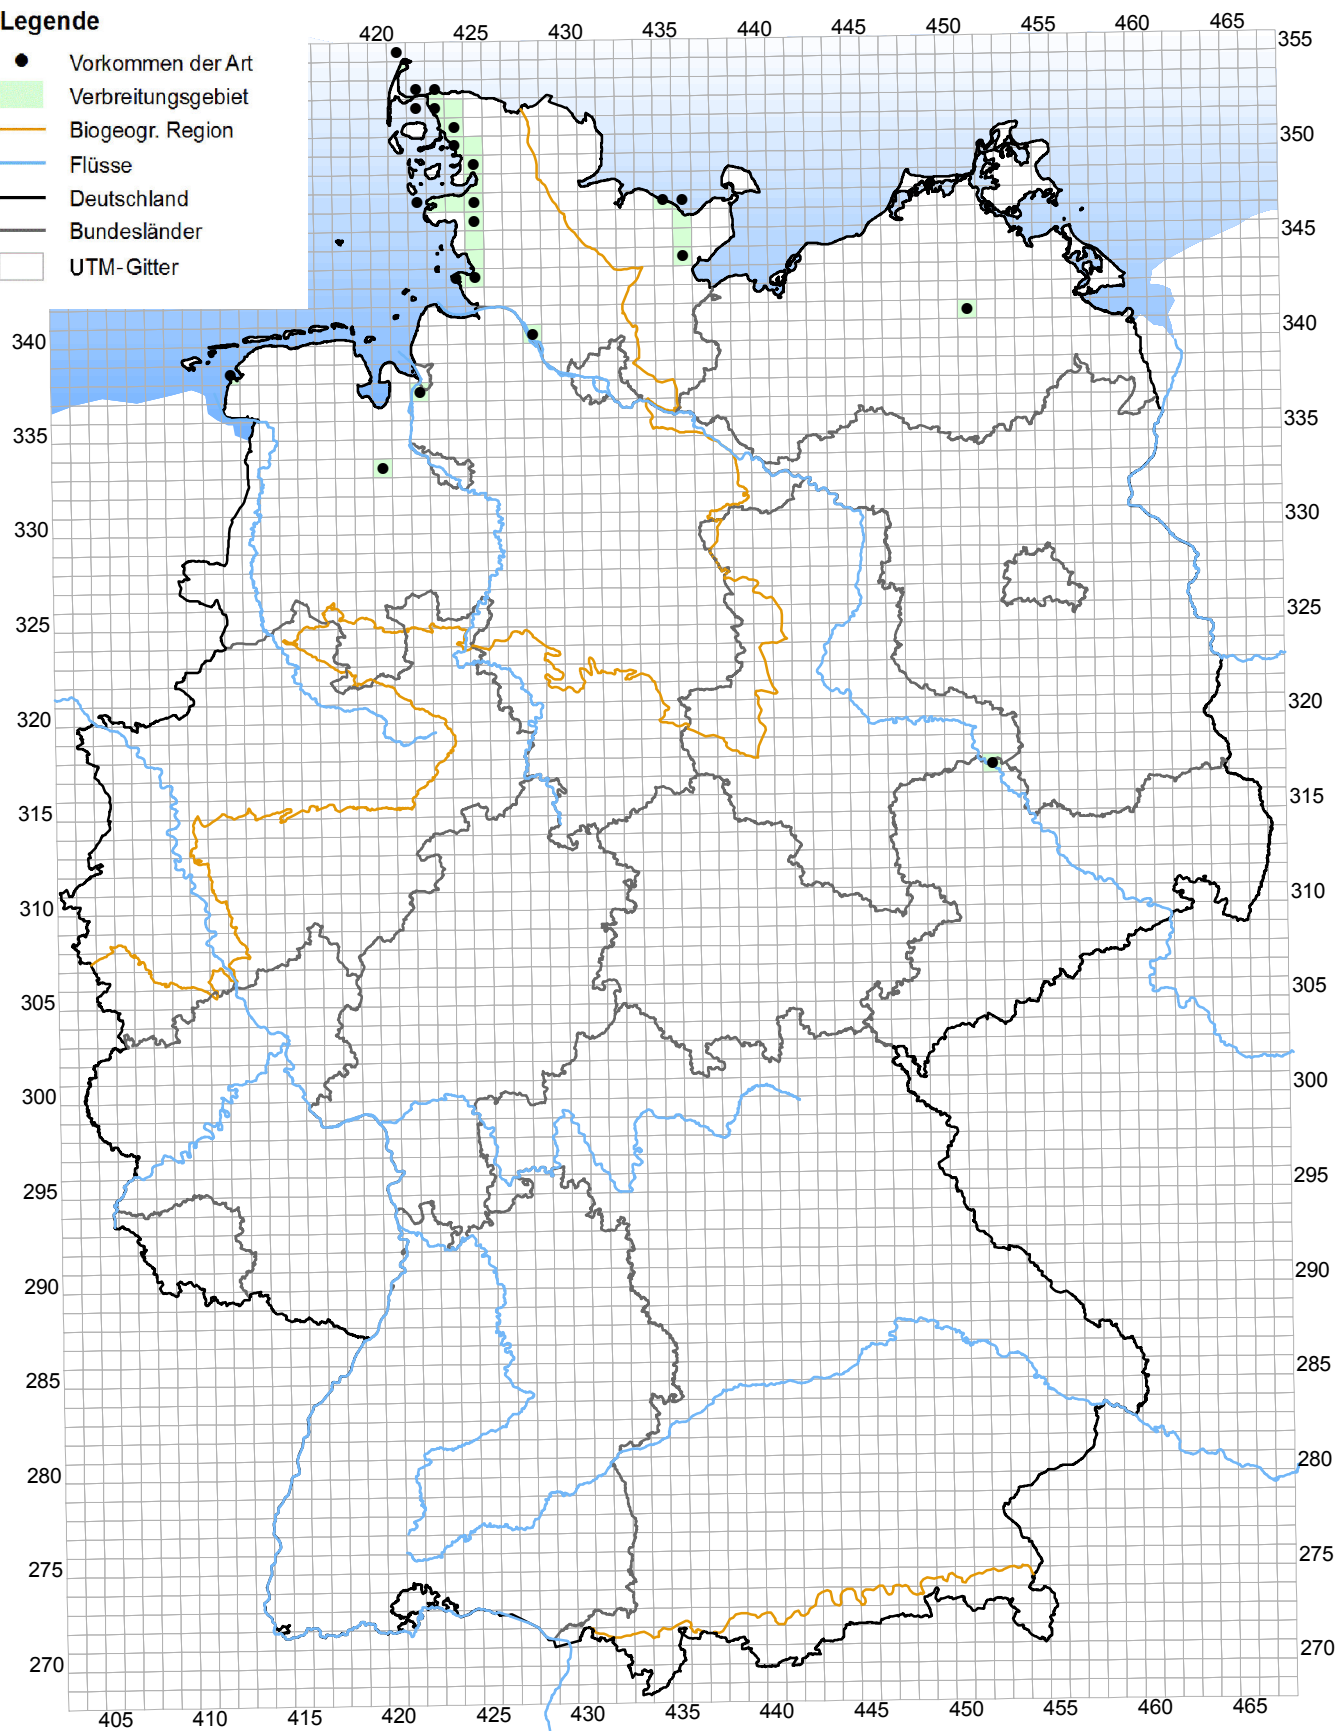 Legende
Vorkommen der Art
Verbreitungsgebiet
Biogeogr. Region
Flüsse
Deutschland
Bundesländer
UTM-Gitter
420 425 430 435 440 445 450 455 460 465
355
350
345
340 340
335 335
330 330
325 325
320 320
315 315
310 310
305 305
300 300
295 295
290 290
285 285
280 280
275 275
270 270
405 410 415 420 425 430 435 440 445 450 455 460 465